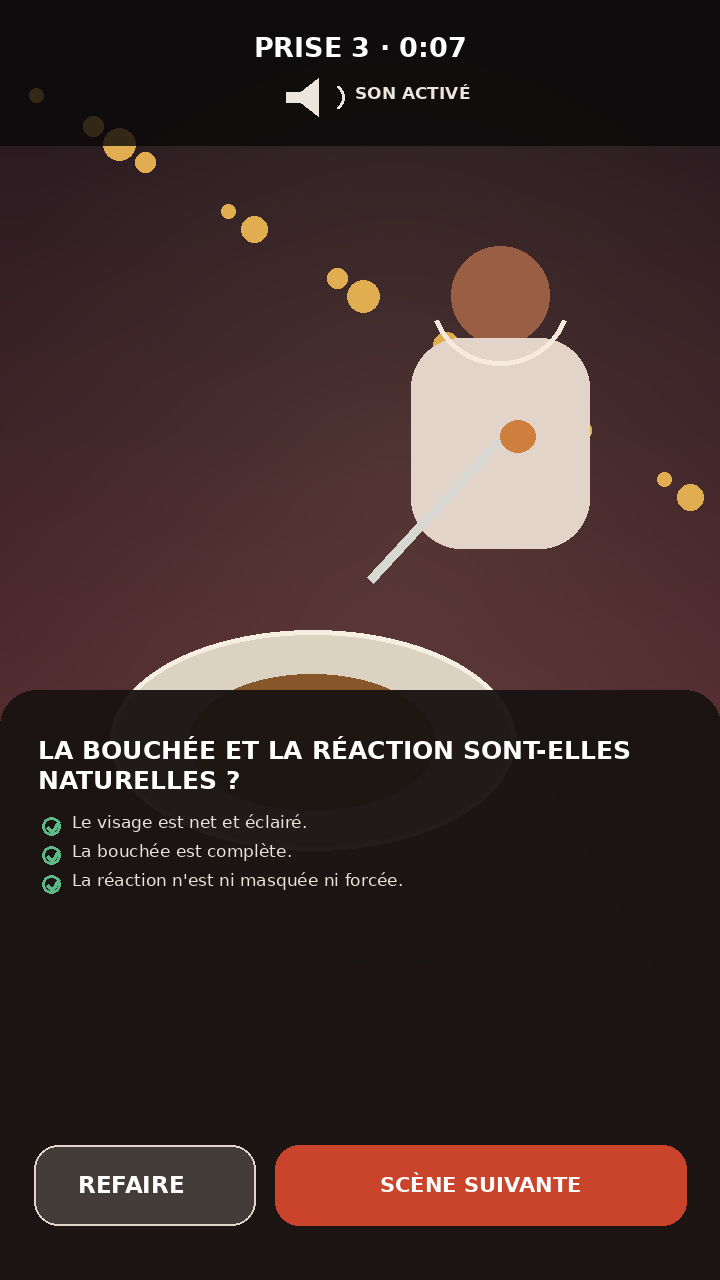 PRISE 3 · 0:07
SON ACTIVÉ
LA BOUCHÉE ET LA RÉACTION SONT-ELLES
NATURELLES ?
Le visage est net et éclairé.
La bouchée est complète.
La réaction n'est ni masquée ni forcée.
REFAIRE
SCÈNE SUIVANTE